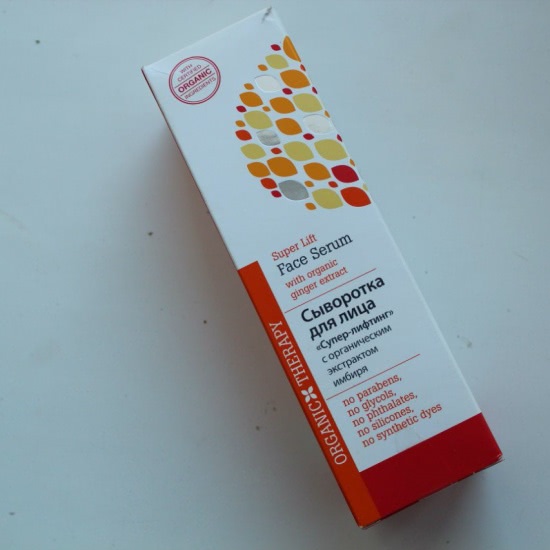 WITH
CERTIFIED
ORGANIC
INGREDIENTS
Super Lift
Face Serum
with organic
ginger extract
Сыворотка
для лица
«Супер-лифтинг»
с органическим
экстрактом
имбиря
no parabens,
no glycols,
no phthalates,
no silicones,
no synthetic dyes
ORGANIC THERAPY